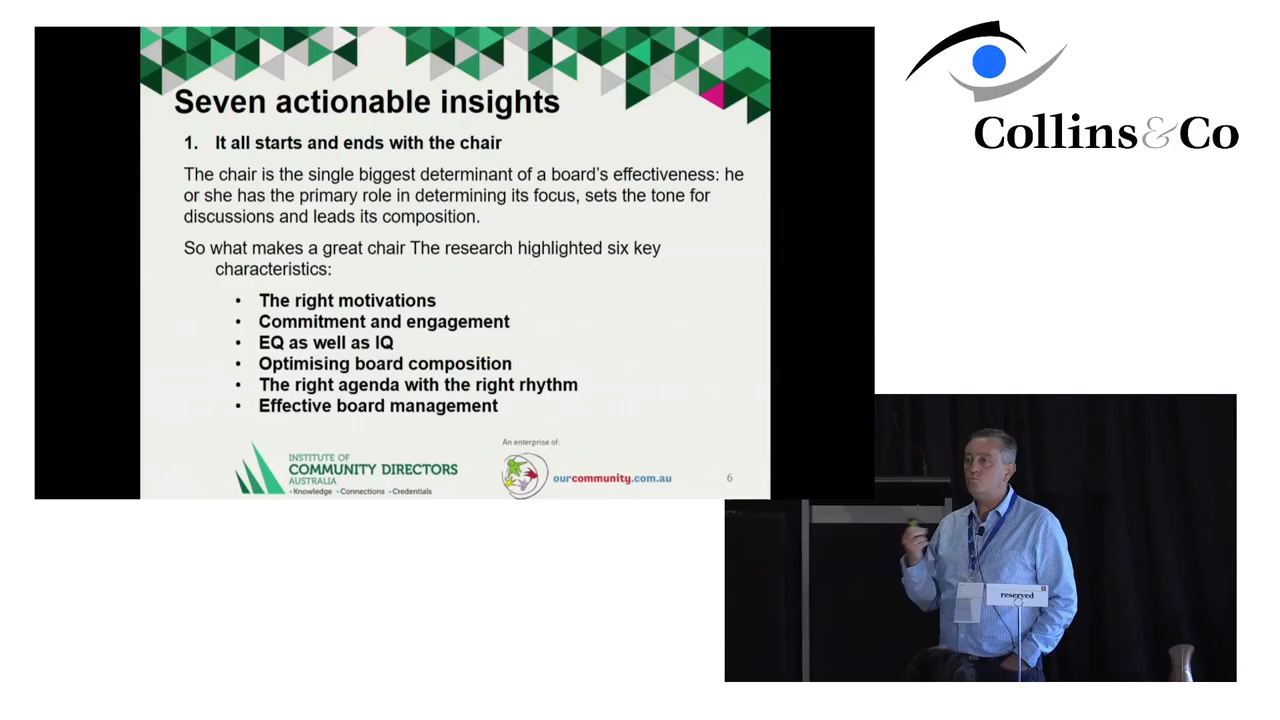 Seven actionable insights
1. It all starts and ends with the chair
The chair is the single biggest determinant of a board's effectiveness: he
or she has the primary role in determining its focus, sets the tone for
discussions and leads its composition.
So what makes a great chair The research highlighted six key
characteristics:
• The right motivations
• Commitment and engagement
• EQ as well as IQ
• Optimising board composition
• The right agenda with the right rhythm
• Effective board management
INSTITUTE OF
COMMUNITY DIRECTORS
AUSTRALIA
• Knowledge • Connections • Credentials
An enterprise of:
ourcommunity.com.au
6
Collins&Co
reserved